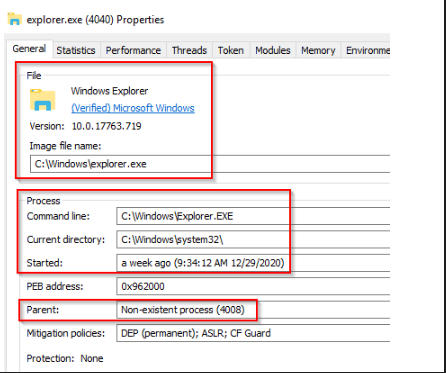 explorer.exe (4040) Properties
General Statistics Performance Threads Token Modules Memory Environme
File
Windows Explorer
(Verified) Microsoft Windows
Version: 10.0.17763.719
Image file name:
C:\Windows\explorer.exe
Process
Command line: C:\Windows\Explorer.EXE
Current directory: C:\Windows\system32\
Started: a week ago (9:34:12 AM 12/29/2020)
PEB address: 0x962000
Parent: Non-existent process (4008)
Mitigation policies: DEP (permanent); ASLR; CF Guard
Protection: None